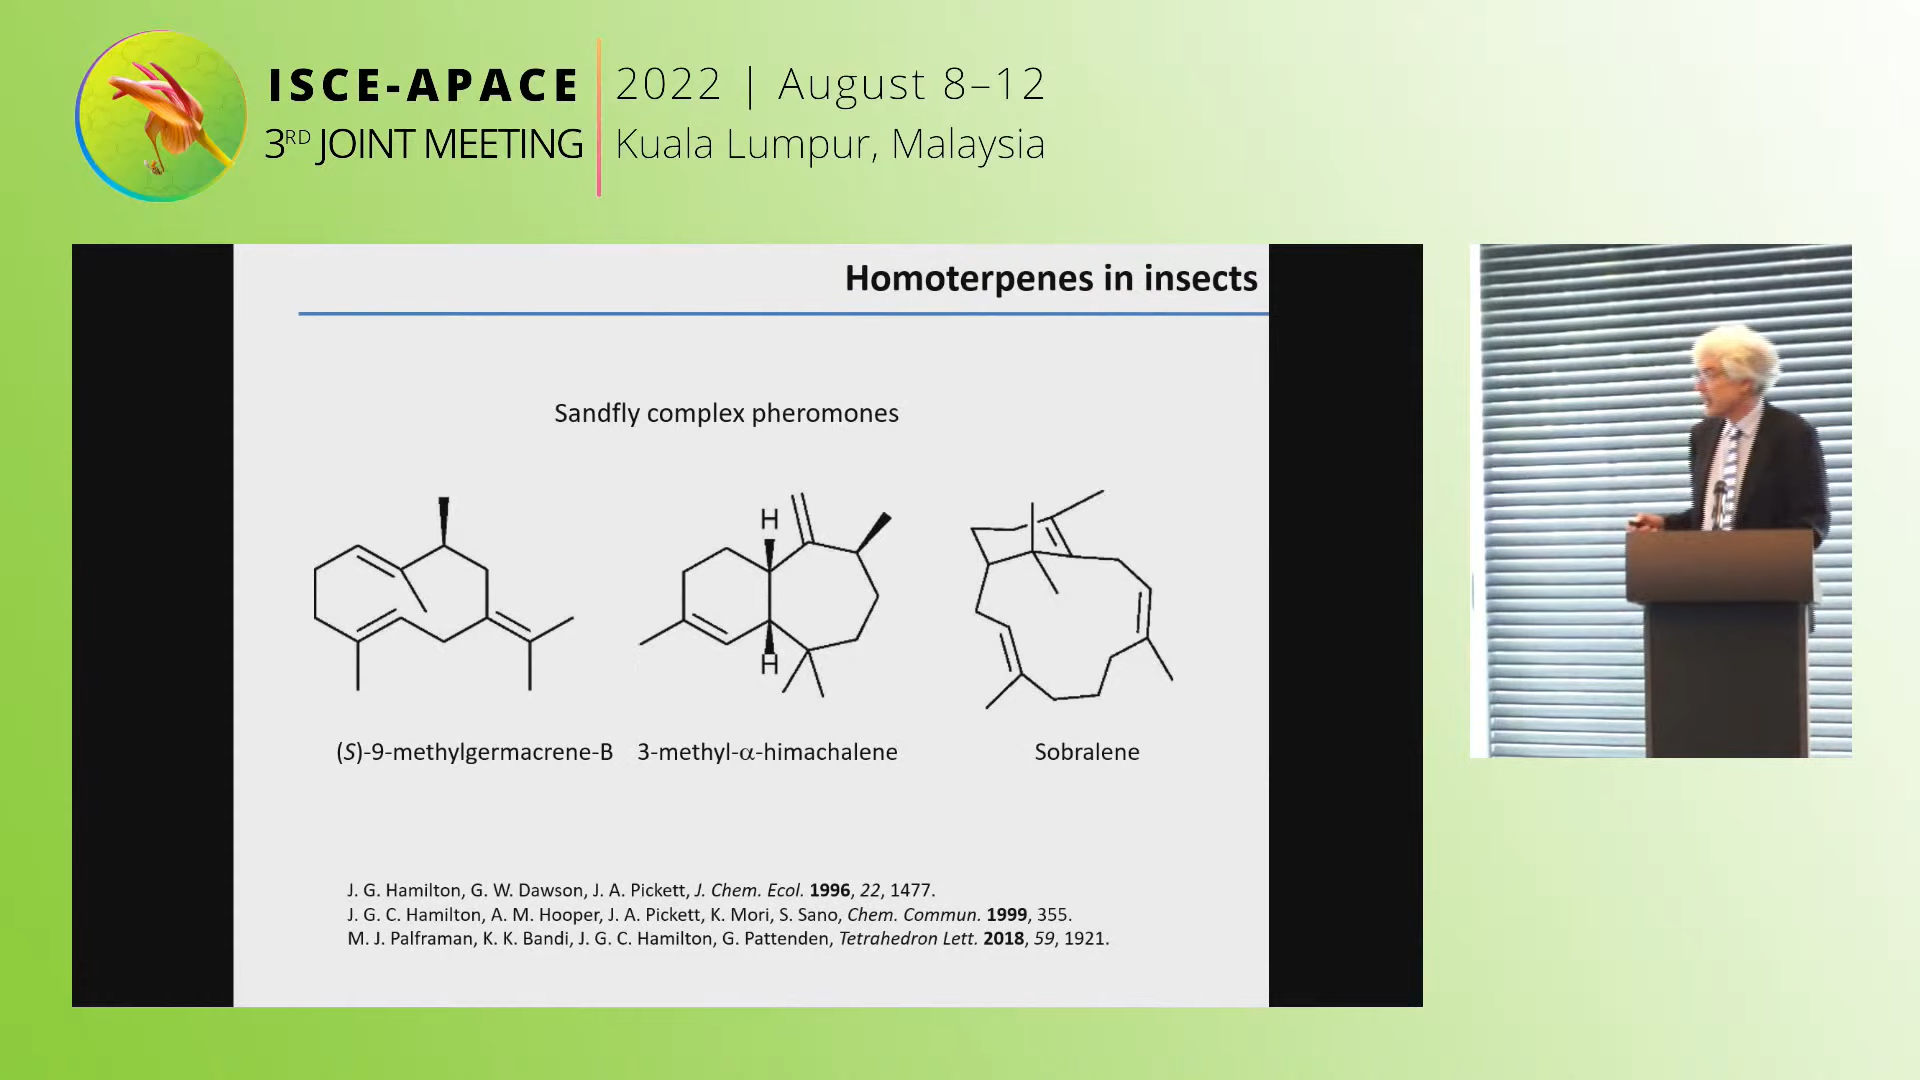 ISCE-APACE
3RD JOINT MEETING
2022 | August 8–12
Kuala Lumpur, Malaysia
Homoterpenes in insects
Sandfly complex pheromones
H
H
(S)-9-methylgermacrene-B
3-methyl-α-himachalene
Sobralene
J. G. Hamilton, G. W. Dawson, J. A. Pickett, J. Chem. Ecol. 1996, 22, 1477.
J. G. C. Hamilton, A. M. Hooper, J. A. Pickett, K. Mori, S. Sano, Chem. Commun. 1999, 355.
M. J. Palframan, K. K. Bandi, J. G. C. Hamilton, G. Pattenden, Tetrahedron Lett. 2018, 59, 1921.